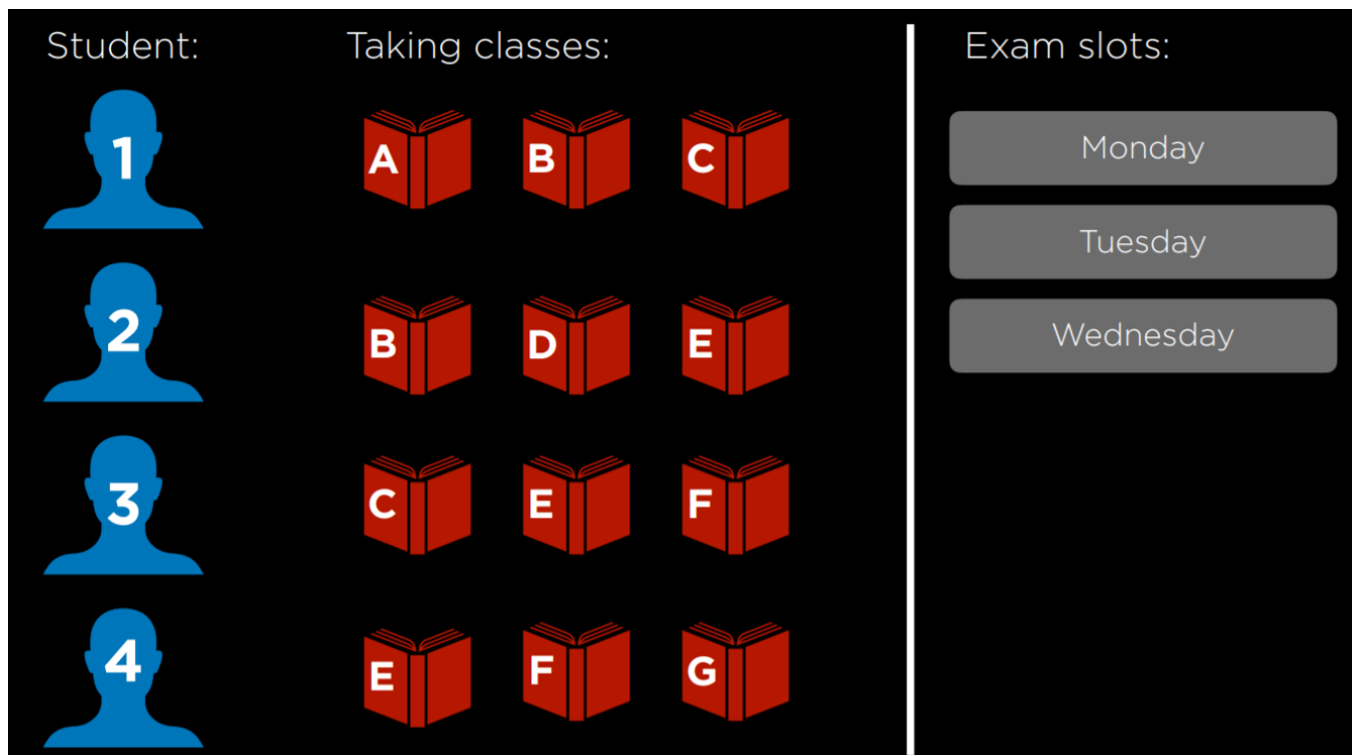 Student: Taking classes: Exam slots:
1 A B C Monday
Tuesday
2 B D E Wednesday
3 C E F
4 E F G